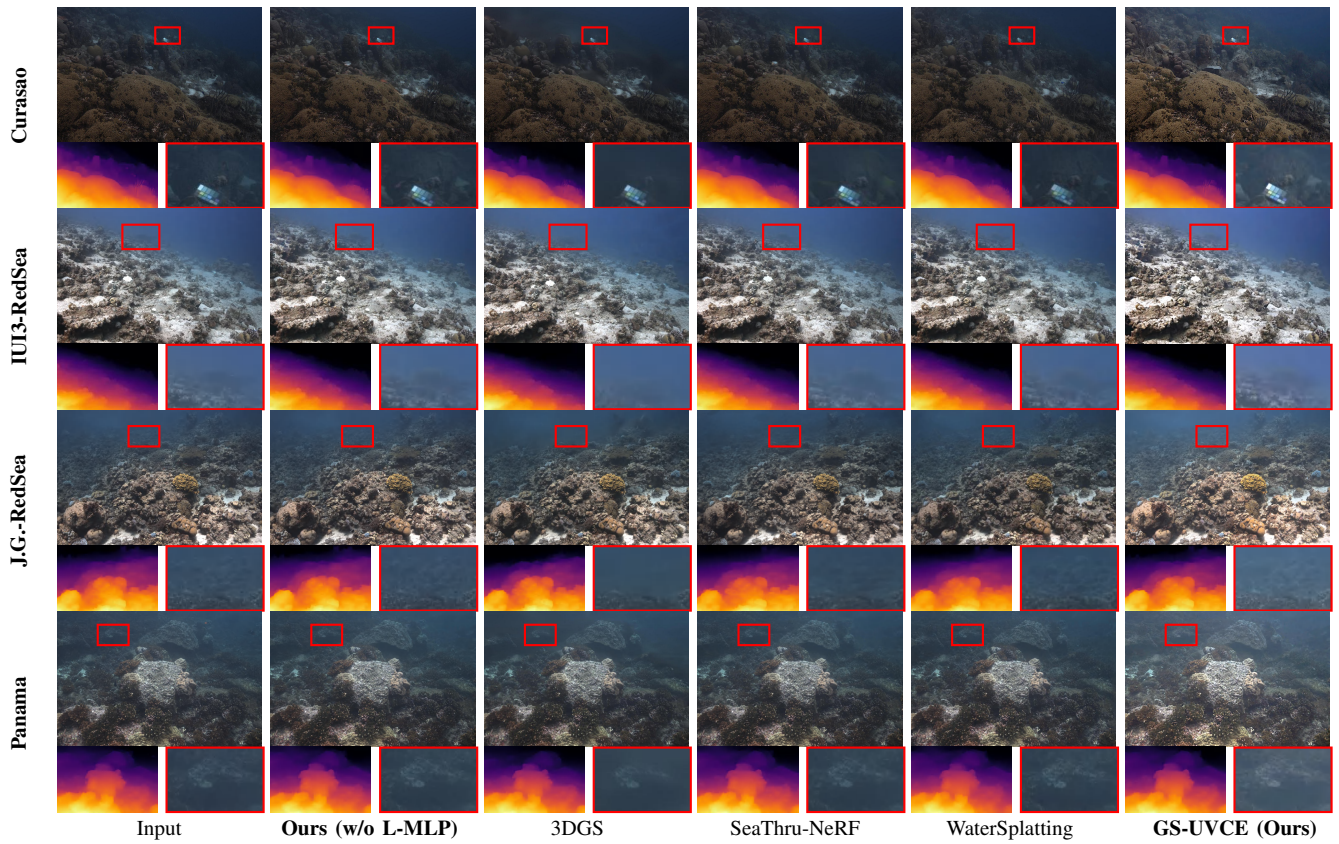 Curasao
IUI3-RedSea
J.G.-RedSea
Panama
Input
Ours (w/o L-MLP)
3DGS
SeaThru-NeRF
WaterSplatting
GS-UVCE (Ours)